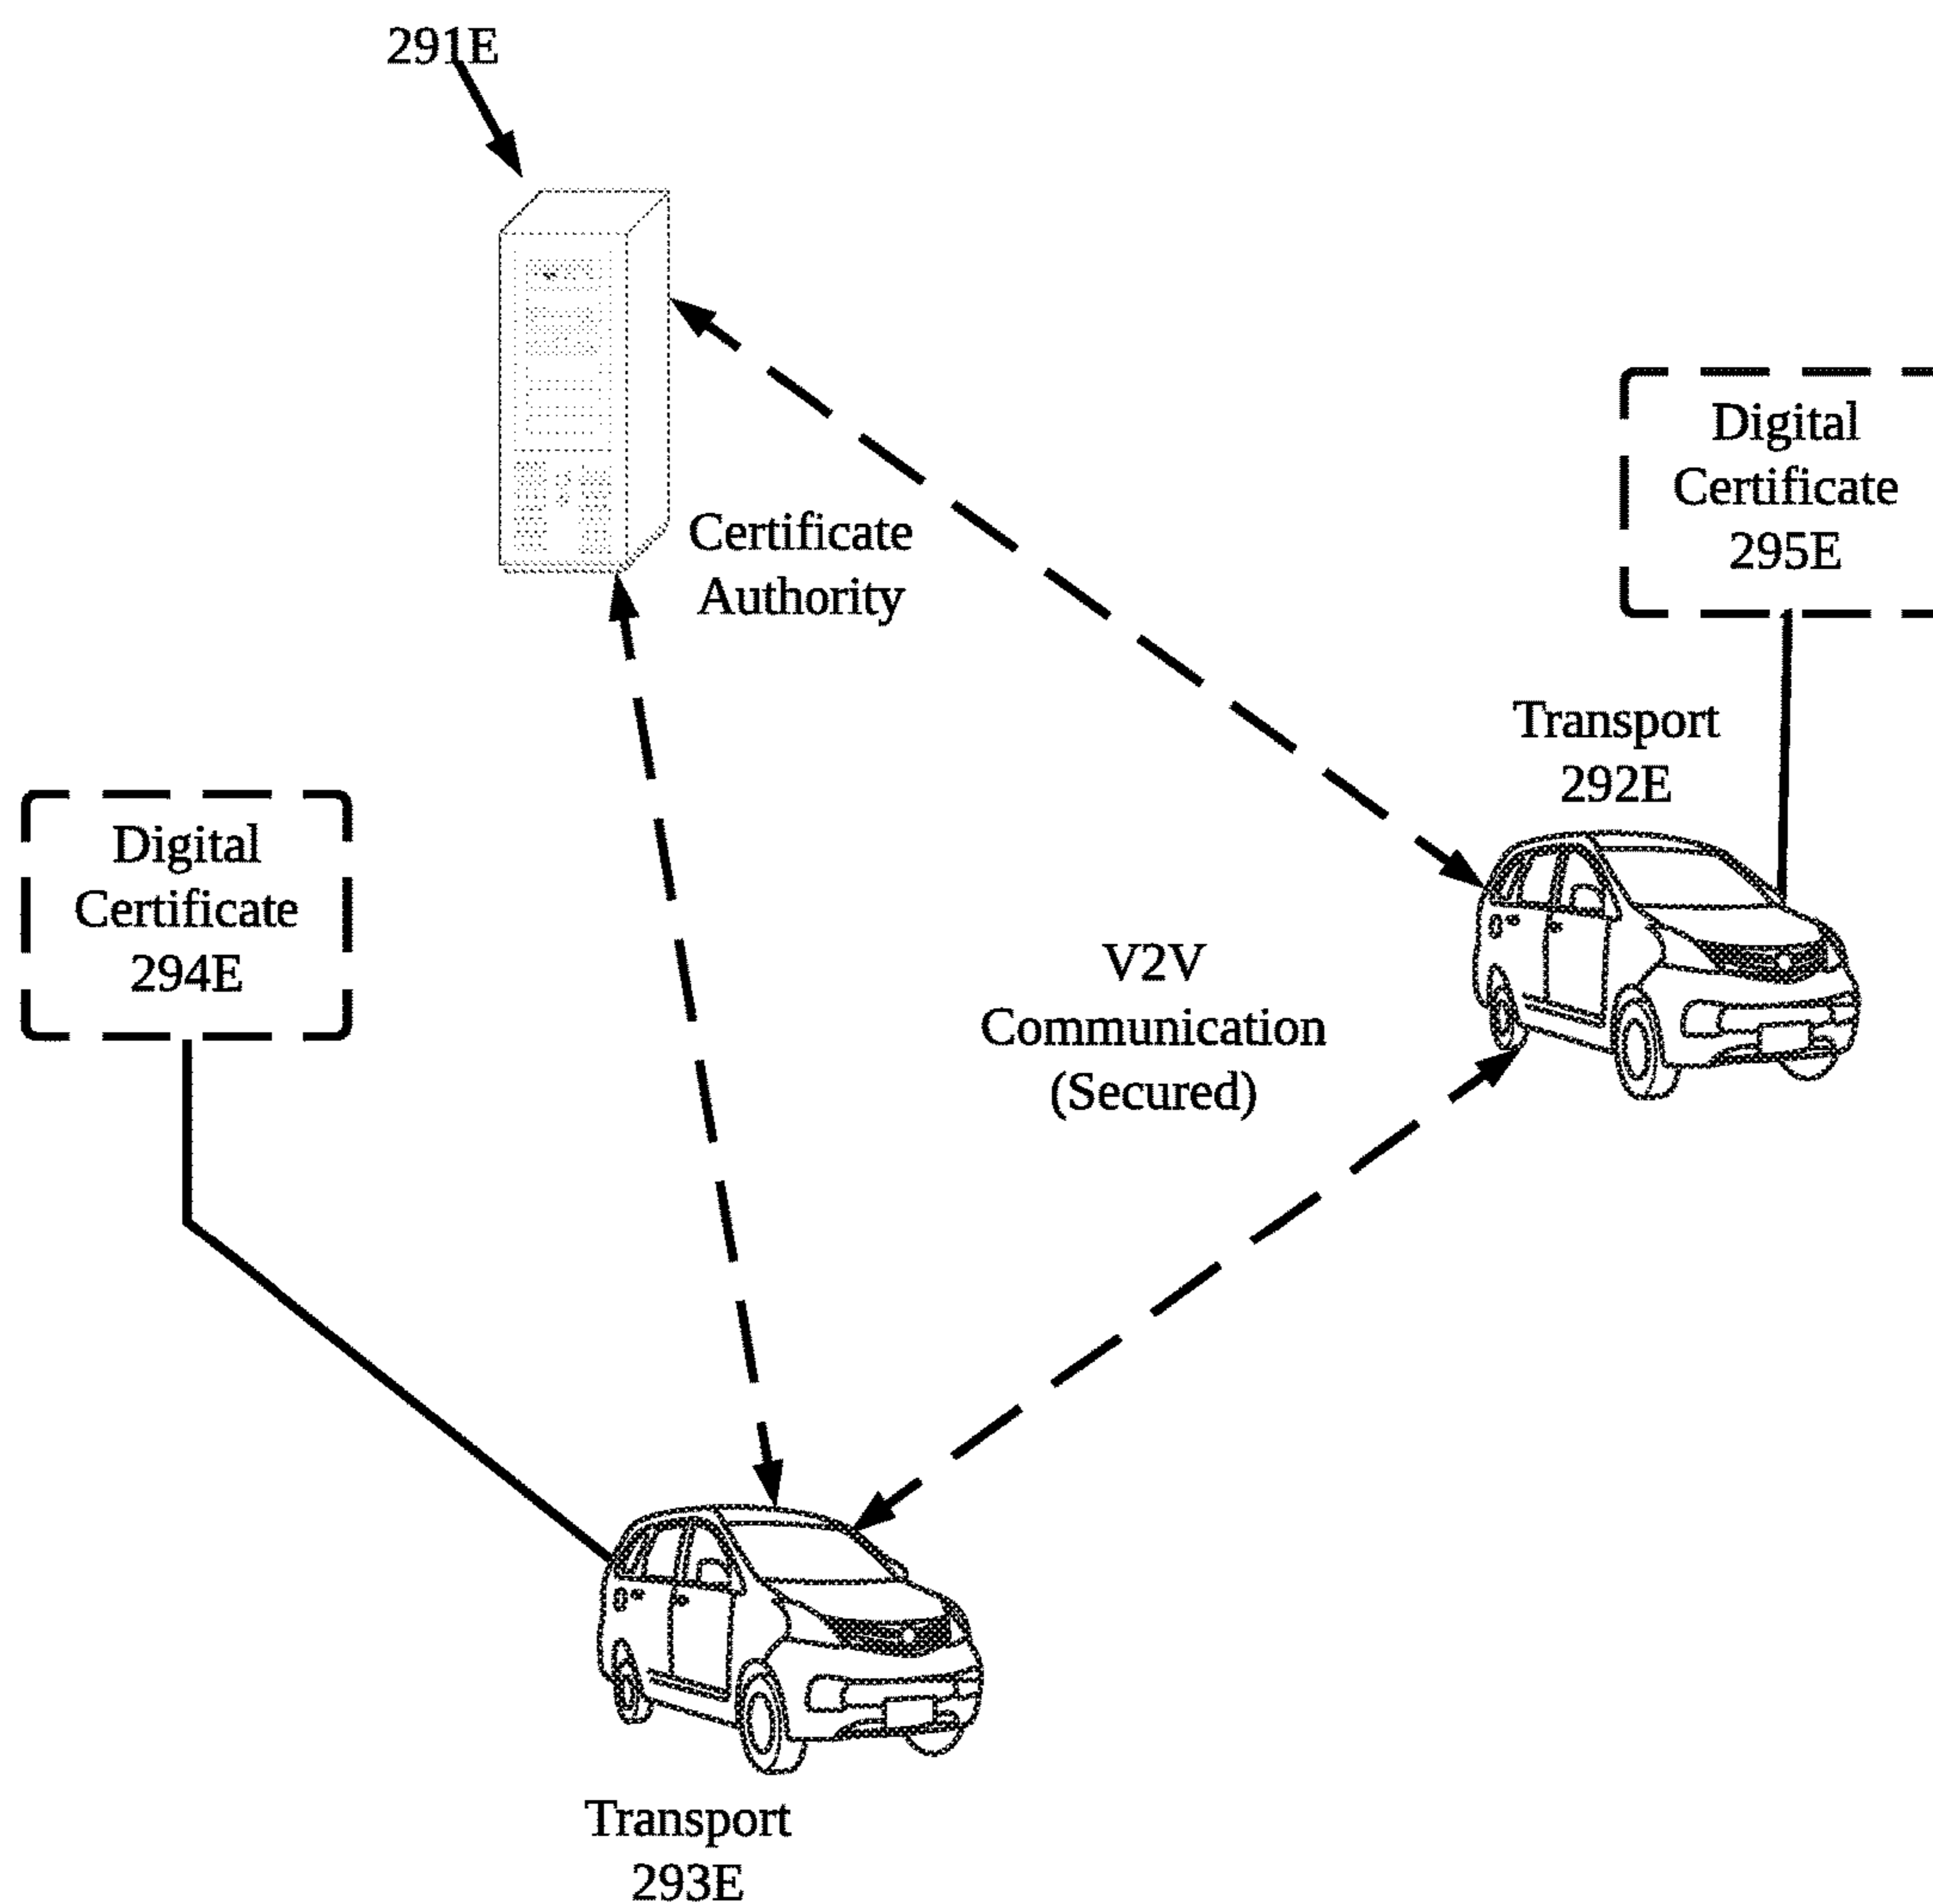 291E
Certificate
Authority
Digital
Certificate
295E
Transport
292E
Digital
Certificate
294E
V2V
Communication
(Secured)
Transport
293E